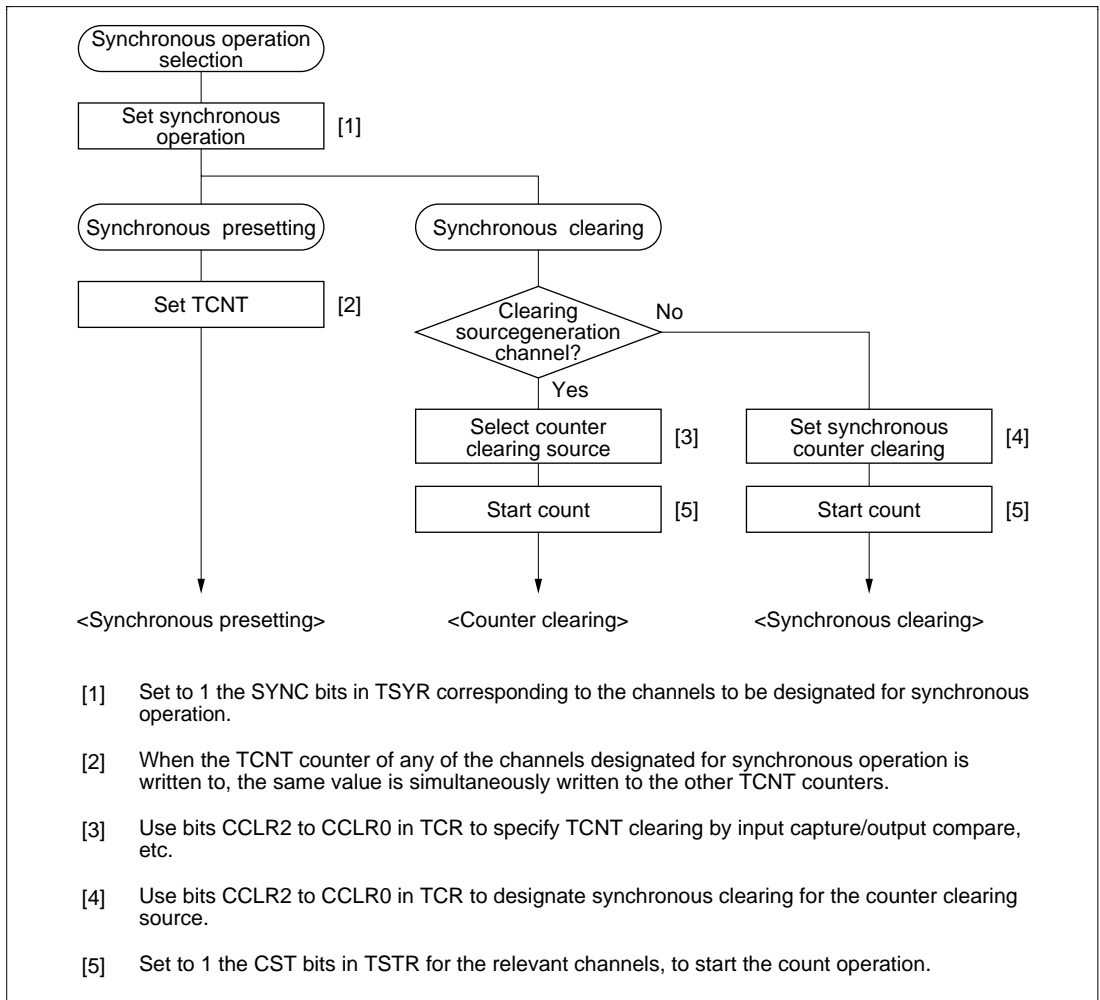 Synchronous operation
selection
Set synchronous
operation
[1]
Synchronous presetting
Synchronous clearing
Set TCNT
[2]
Clearing
sourcegeneration
channel?
No
Yes
Select counter
clearing source
[3]
Set synchronous
counter clearing
[4]
Start count
[5]
Start count
[5]
<Synchronous presetting>
<Counter clearing>
<Synchronous clearing>
[1] Set to 1 the SYNC bits in TSYR corresponding to the channels to be designated for synchronous
operation.
[2] When the TCNT counter of any of the channels designated for synchronous operation is
written to, the same value is simultaneously written to the other TCNT counters.
[3] Use bits CCLR2 to CCLR0 in TCR to specify TCNT clearing by input capture/output compare,
etc.
[4] Use bits CCLR2 to CCLR0 in TCR to designate synchronous clearing for the counter clearing
source.
[5] Set to 1 the CST bits in TSTR for the relevant channels, to start the count operation.